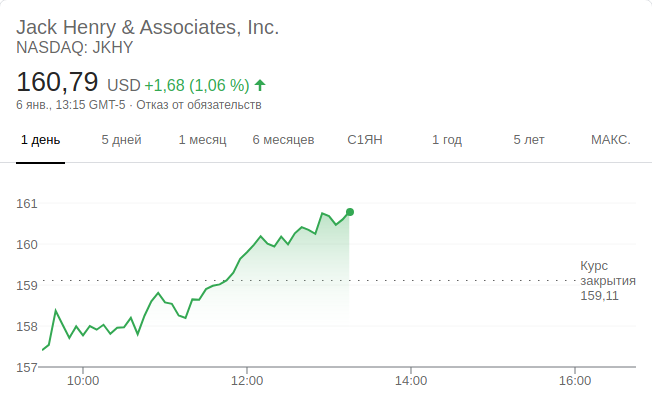 Jack Henry & Associates, Inc.
NASDAQ: JKHY
160,79 USD +1,68 (1,06 %)
6 янв., 13:15 GMT-5 · Отказ от обязательств
1 день 5 дней 1 месяц 6 месяцев С1ЯН 1 год 5 лет МАКС.
161
160
159
158
157
Курс
закрытия
159,11
10:00 12:00 14:00 16:00